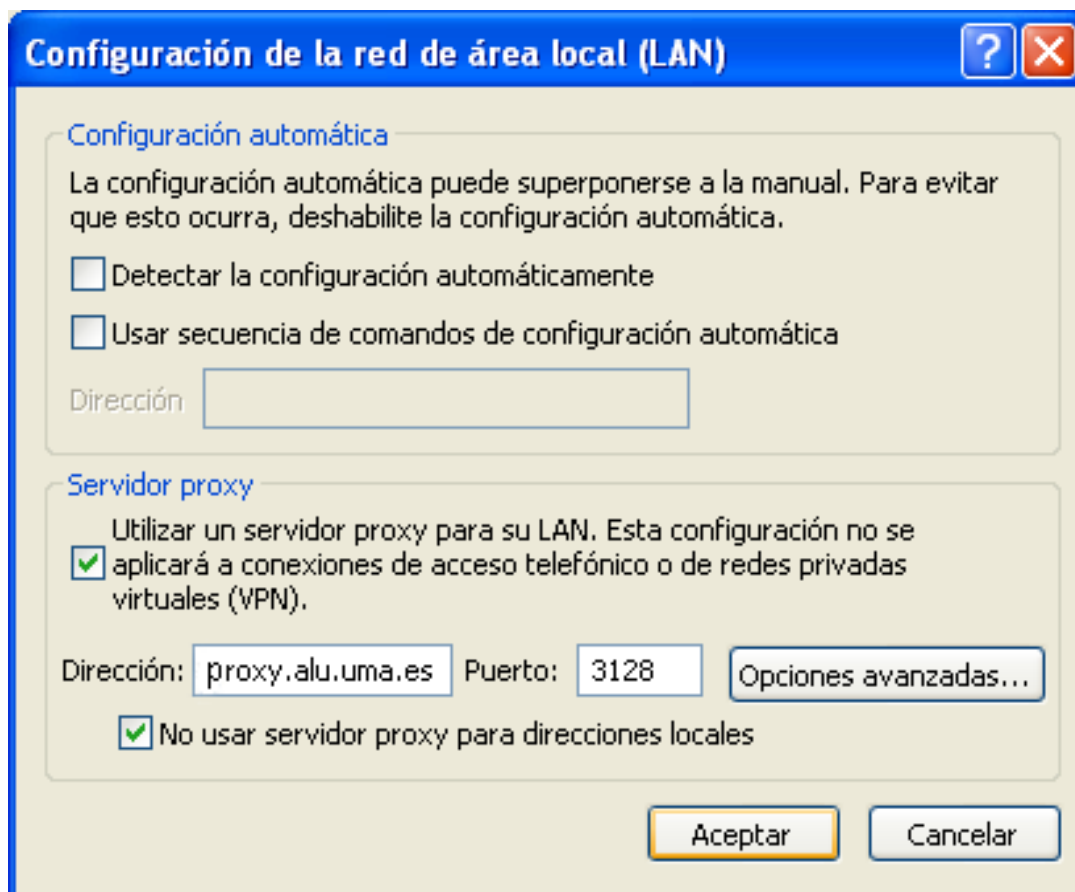 Configuración de la red de área local (LAN)
?
Configuración automática
La configuración automática puede superponerse a la manual. Para evitar
que esto ocurra, deshabilite la configuración automática.
Detectar la configuración automáticamente
Usar secuencia de comandos de configuración automática
Dirección
Servidor proxy
Utilizar un servidor proxy para su LAN. Esta configuración no se
aplicará a conexiones de acceso telefónico o de redes privadas
virtuales (VPN).
Dirección: proxy.alu.uma.es Puerto: 3128 Opciones avanzadas...
No usar servidor proxy para direcciones locales
Aceptar Cancelar